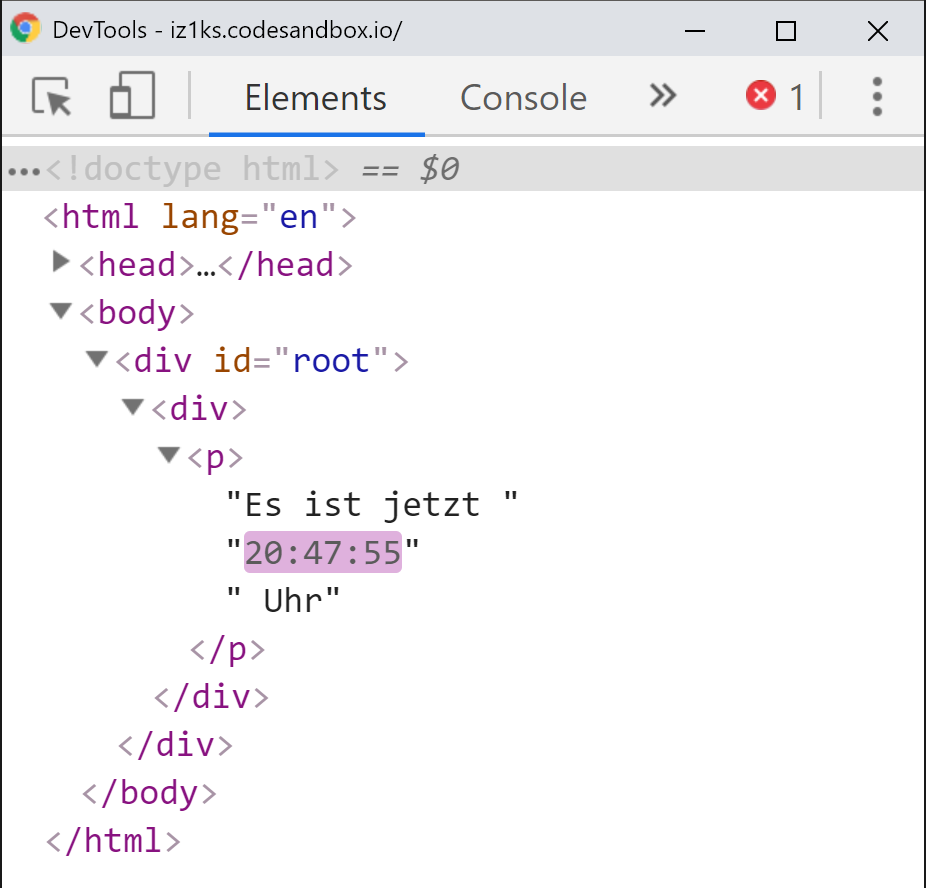 DevTools - iz1ks.codesandbox.io/
Elements Console » 1
…<!doctype html> == $0
<html lang="en">
<head>…</head>
<body>
<div id="root">
<div>
<p>
"Es ist jetzt "
"20:47:55"
" Uhr"
</p>
</div>
</div>
</body>
</html>